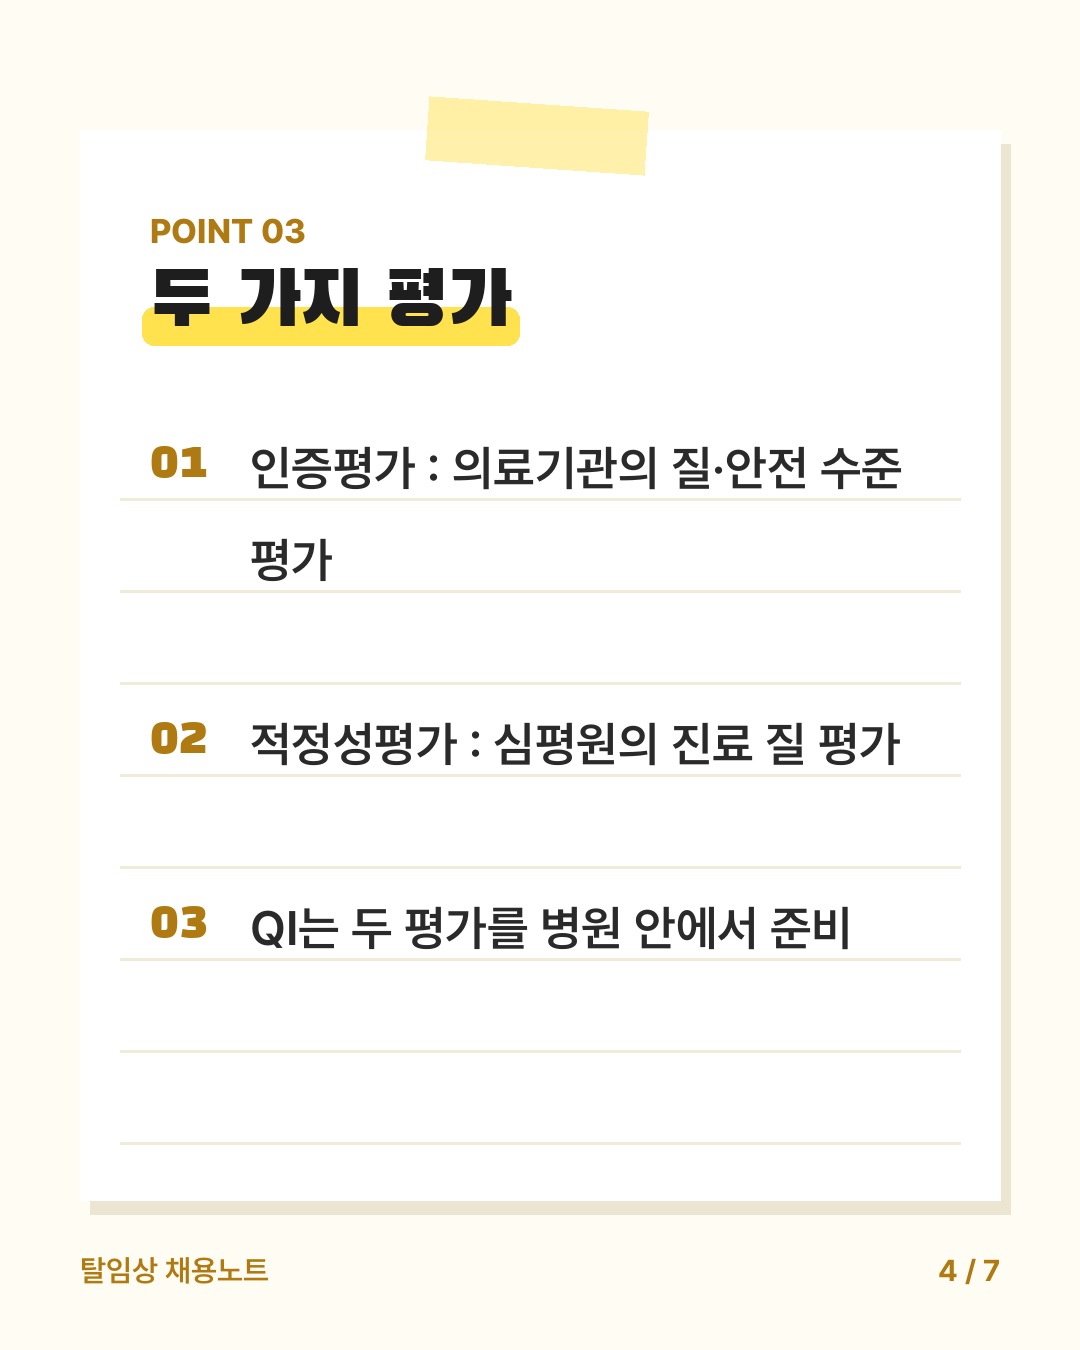 POINT 03
두 가지 평가
01 인증평가 : 의료기관의 질·안전 수준
평가
02 적정성평가 : 심평원의 진료 질 평가
03 QI는 두 평가를 병원 안에서 준비
탈임상 채용노트
4 / 7